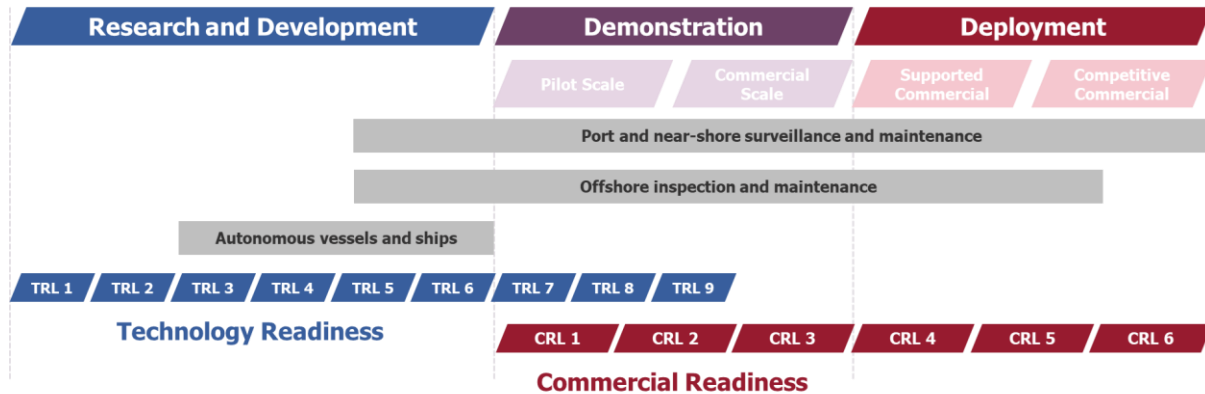 Research and Development
Demonstration
Deployment
Pilot Scale
Commercial
Scale
Supported
Commercial
Competitive
Commercial
Port and near-shore surveillance and maintenance
Offshore inspection and maintenance
Autonomous vessels and ships
TRL 1
TRL 2
TRL 3
TRL 4
TRL 5
TRL 6
TRL 7
TRL 8
TRL 9
Technology Readiness
CRL 1
CRL 2
CRL 3
CRL 4
CRL 5
CRL 6
Commercial Readiness